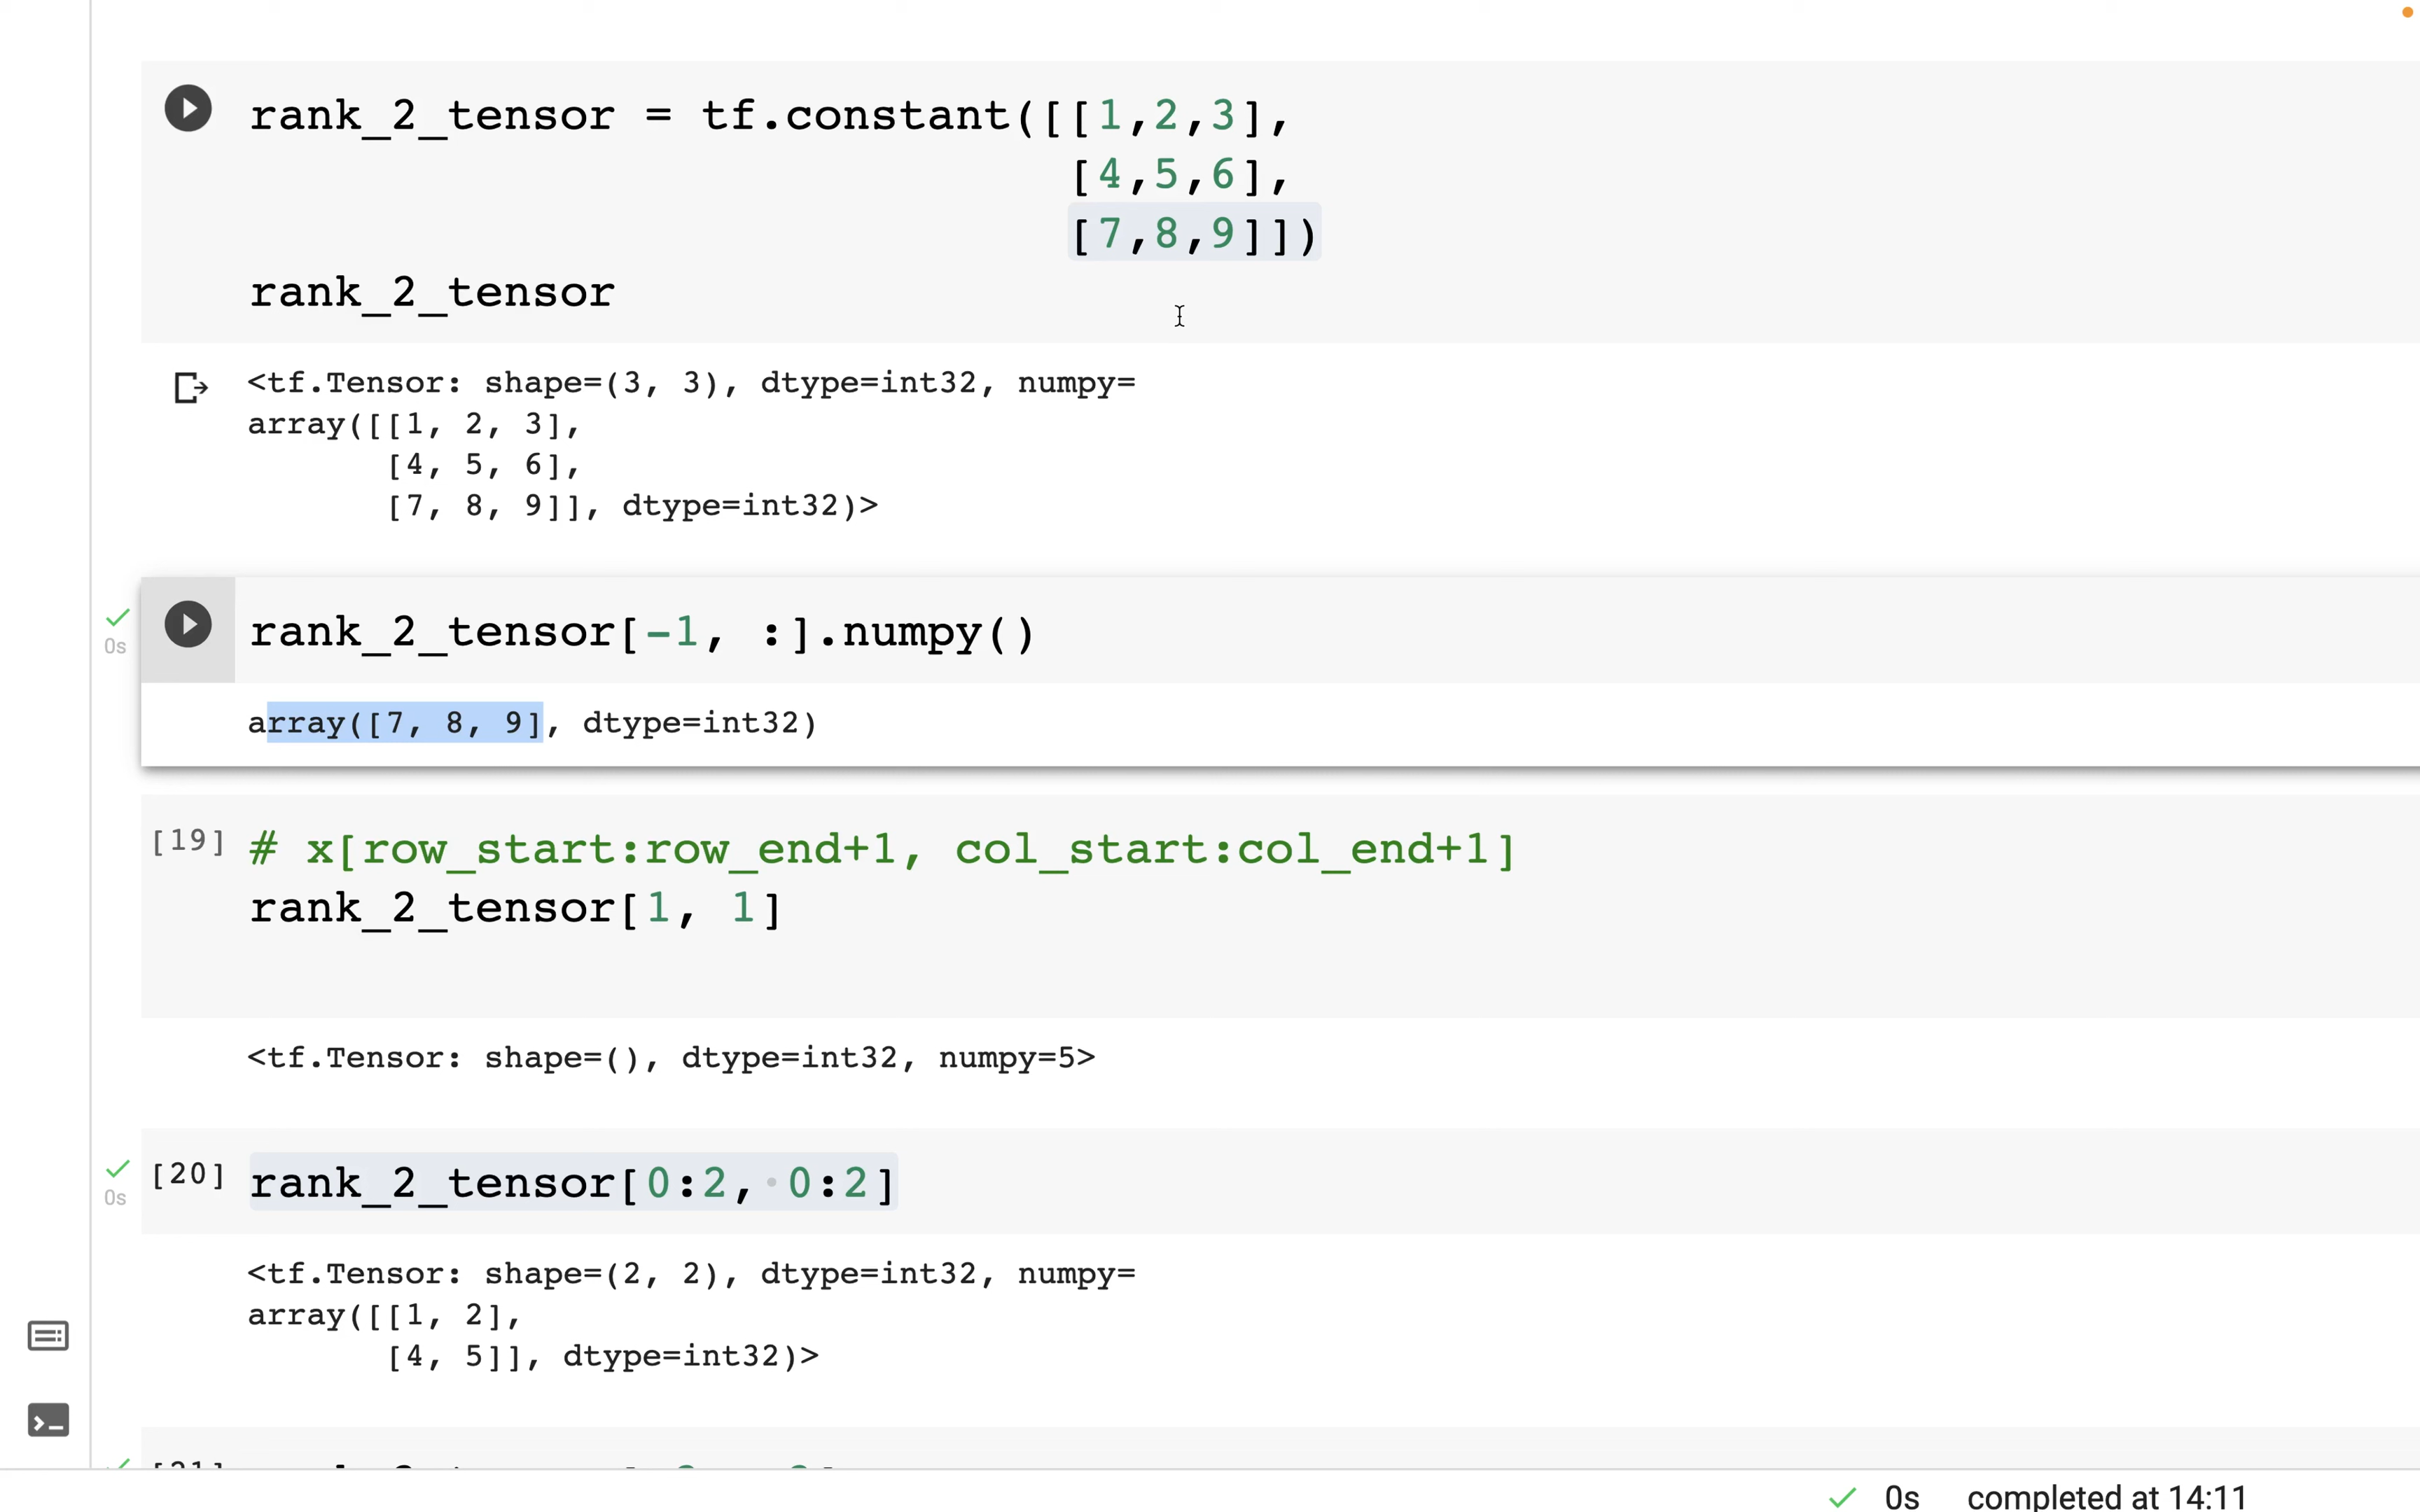 rank_2_tensor = tf.constant([[1,2,3],
[4,5,6],
[7,8,9]])
rank_2_tensor
<tf.Tensor: shape=(3, 3), dtype=int32, numpy=
array([[1, 2, 3],
[4, 5, 6],
[7, 8, 9]], dtype=int32)>
rank_2_tensor[-1, :].numpy()
0s
array([7, 8, 9], dtype=int32)
[19] # x[row_start:row_end+1, col_start:col_end+1]
rank_2_tensor[1, 1]
<tf.Tensor: shape=(), dtype=int32, numpy=5>
[20] rank_2_tensor[0:2, 0:2]
0s
<tf.Tensor: shape=(2, 2), dtype=int32, numpy=
array([[1, 2],
[4, 5]], dtype=int32)>
0s completed at 14:11